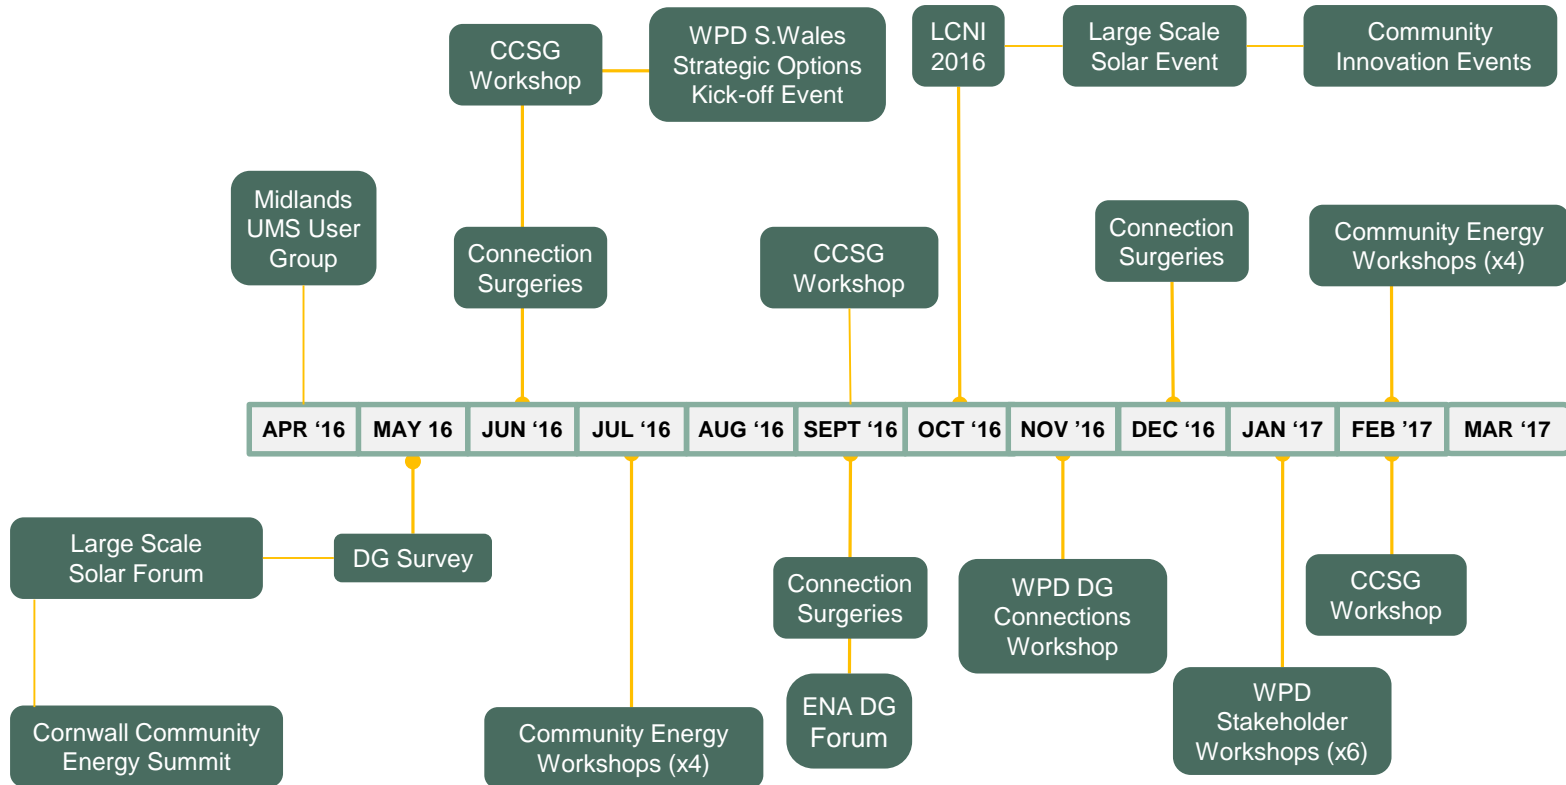 CCSG
Workshop
WPD S.Wales
Strategic Options
Kick-off Event
LCNI
2016
Large Scale
Solar Event
Community
Innovation Events
Midlands
UMS User
Group
Connection
Surgeries
CCSG
Workshop
Connection
Surgeries
Community Energy
Workshops (x4)
APR ‘16
MAY 16
JUN ‘16
JUL ‘16
AUG ‘16
SEPT ‘16
OCT ‘16
NOV ’16
DEC ‘16
JAN ‘17
FEB ‘17
MAR ‘17
Large Scale
Solar Forum
DG Survey
Connection
Surgeries
WPD DG
Connections
Workshop
CCSG
Workshop
Cornwall Community
Energy Summit
Community Energy
Workshops (x4)
ENA DG
Forum
WPD
Stakeholder
Workshops (x6)